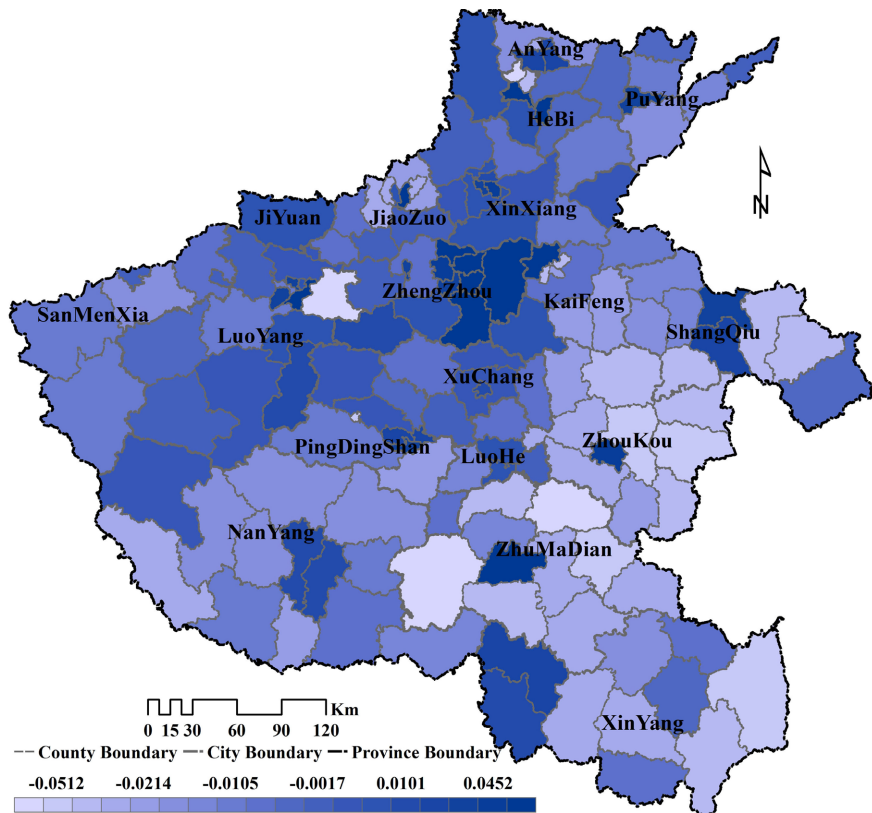 AnYang
PuYang
HeBi
N
JiYuan
JiaoZuo
XinXiang
ZhengZhou
KaiFeng
SanMenXia
LuoYang
ShangQiu
XuChang
PingDingShan
LuoHe
ZhouKou
NanYang
ZhuMaDian
XinYang
Km
0 15 30 60 90 120
County Boundary City Boundary Province Boundary
-0.0512 -0.0214 -0.0105 -0.0017 0.0101 0.0452